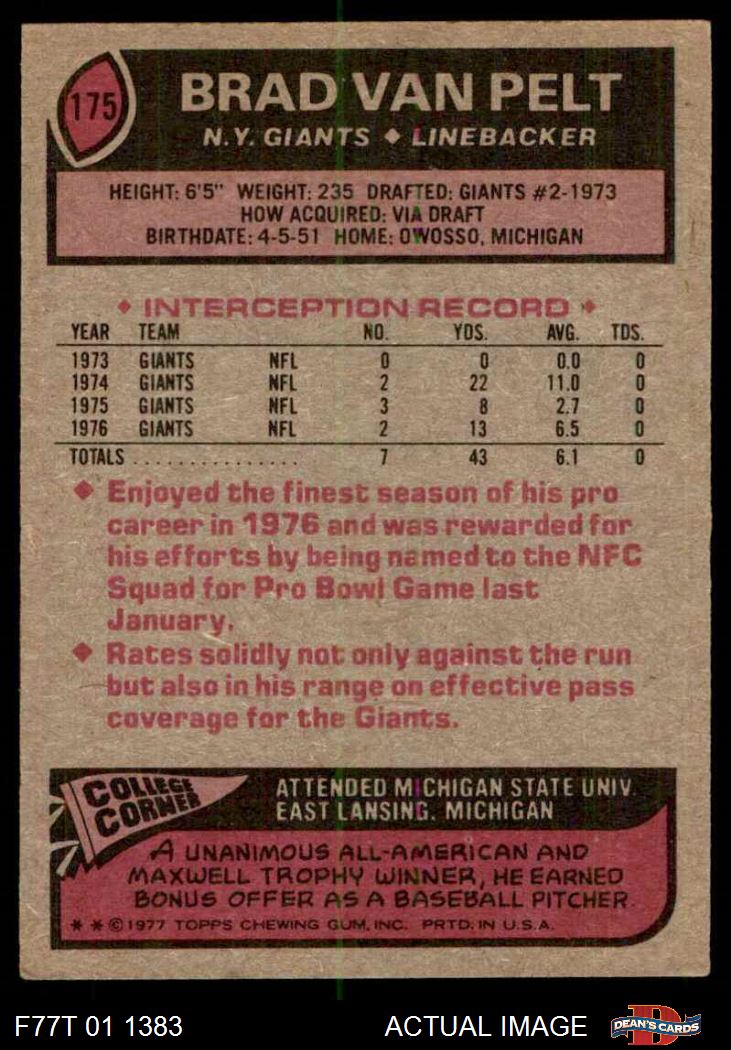 175
BRAD VAN PELT
N.Y. GIANTS ◆ LINEBACKER
HEIGHT: 6'5" WEIGHT: 235 DRAFTED: GIANTS #2-1973
HOW ACQUIRED: VIA DRAFT
BIRTHDATE: 4-5-51 HOME: OWOSSO, MICHIGAN
◆ INTERCEPTION RECORD ◆
YEAR TEAM NO. YDS. AVG. TDS.
1973 GIANTS NFL 0 0 0.0 0
1974 GIANTS NFL 2 22 11.0 0
1975 GIANTS NFL 3 8 2.7 0
1976 GIANTS NFL 2 13 6.5 0
TOTALS ............... 7 43 6.1 0
◆ Enjoyed the finest season of his pro
career in 1976 and was rewarded for
his efforts by being named to the NFC
Squad for Pro Bowl Game last
January.
◆ Rates solidly not only against the run
but also in his range on effective pass
coverage for the Giants.
COLLEGE
CORNER
ATTENDED MICHIGAN STATE UNIV.
EAST LANSING, MICHIGAN
A UNANIMOUS ALL-AMERICAN AND
MAXWELL TROPHY WINNER, HE EARNED
BONUS OFFER AS A BASEBALL PITCHER.
* * © 1977 TOPPS CHEWING GUM, INC. PRTD. IN U.S.A.
F77T 01 1383 ACTUAL IMAGE
D
DEAN'S CARDS